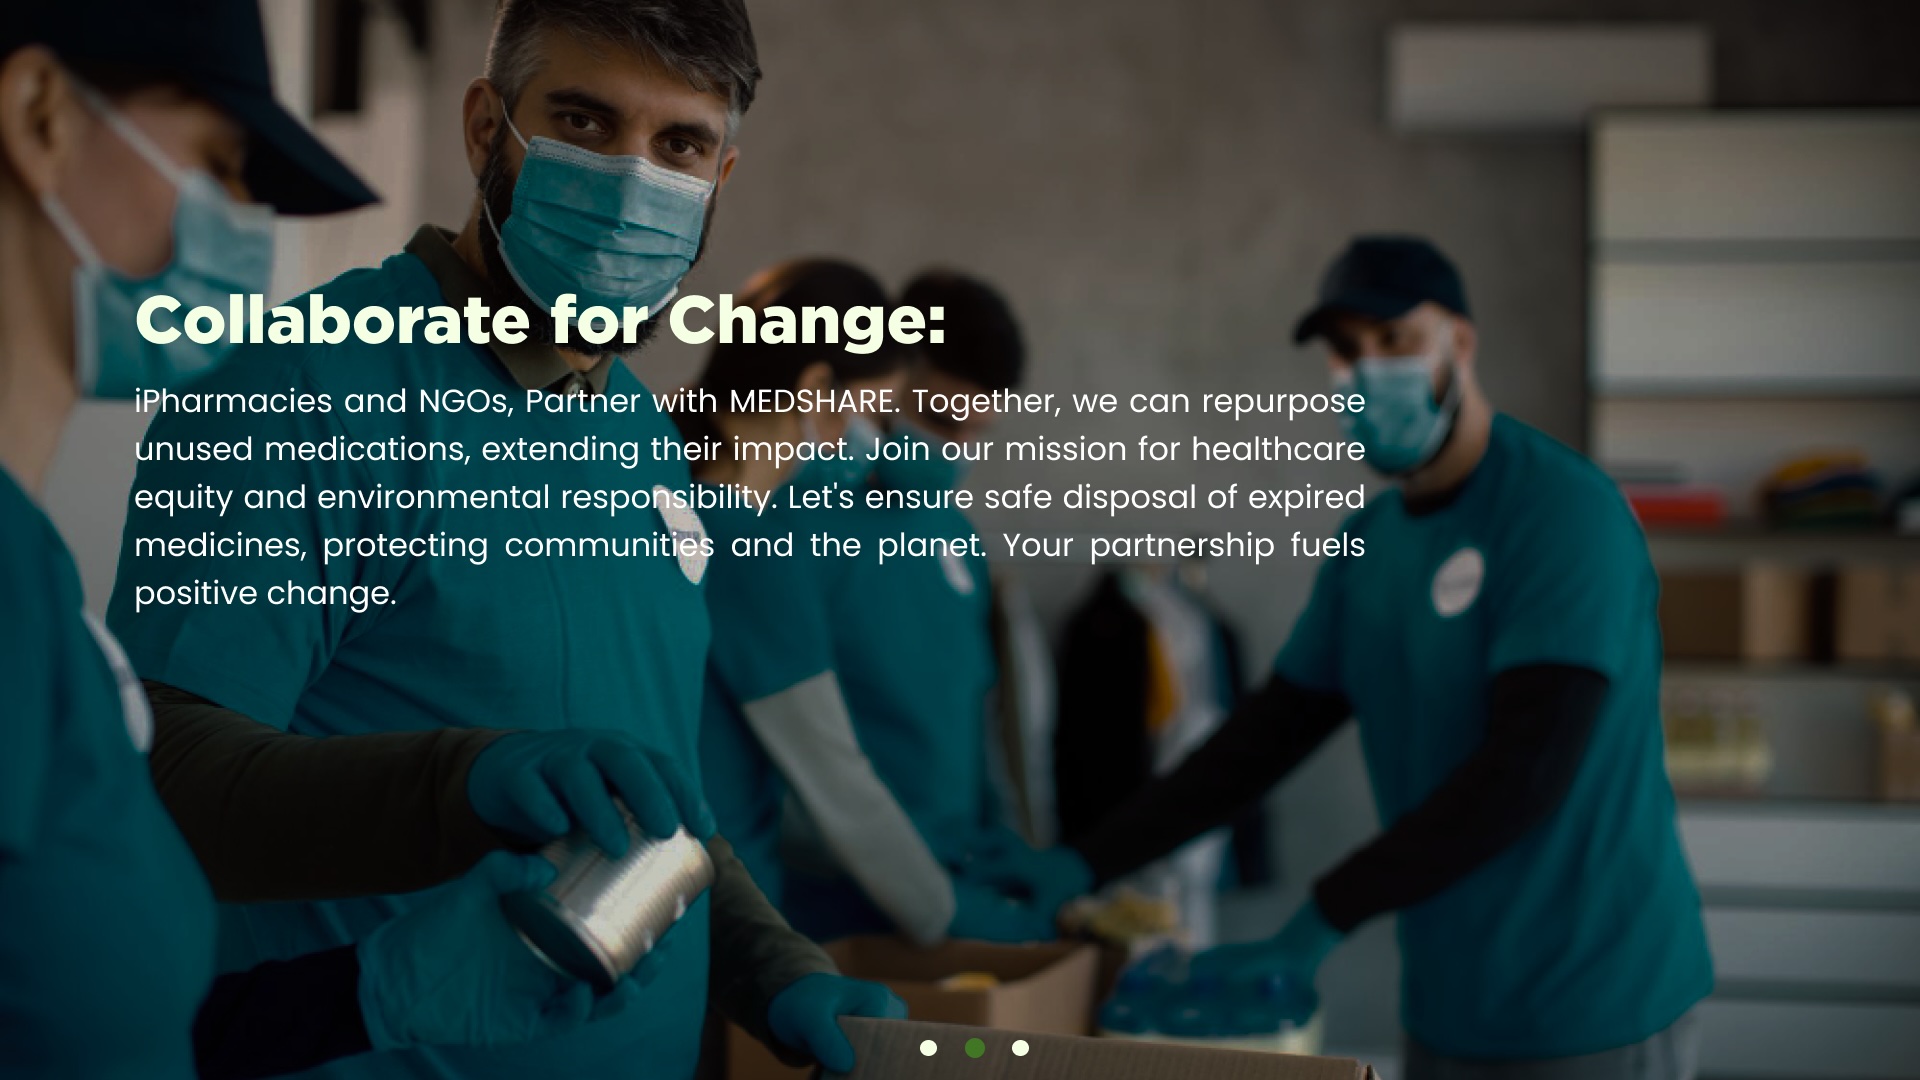 Collaborate for Change:
iPharmacies and NGOs, Partner with MEDSHARE. Together, we can repurpose
unused medications, extending their impact. Join our mission for healthcare
equity and environmental responsibility. Let's ensure safe disposal of expired
medicines, protecting communities and the planet. Your partnership fuels
positive change.